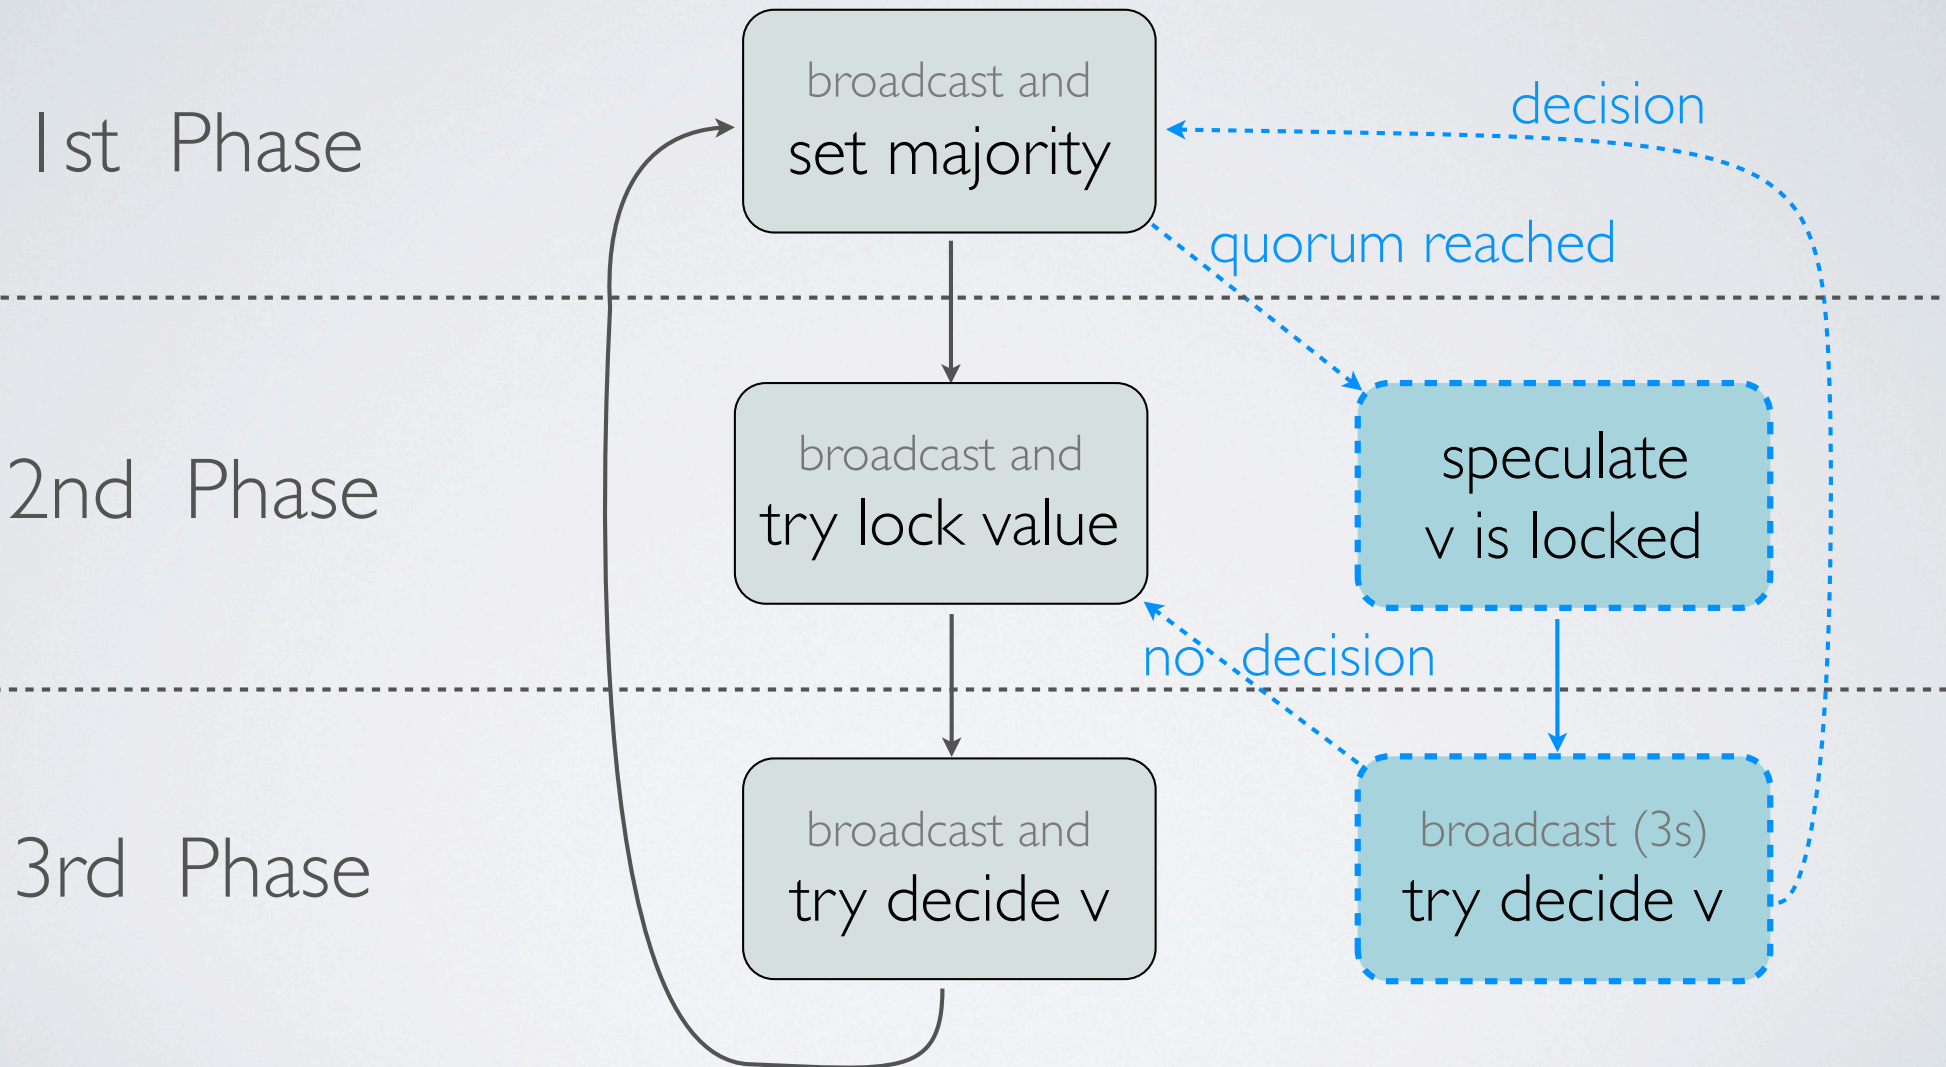 1st Phase
broadcast and
set majority
decision
quorum reached
2nd Phase
broadcast and
try lock value
speculate
v is locked
no decision
3rd Phase
broadcast and
try decide v
broadcast (3s)
try decide v